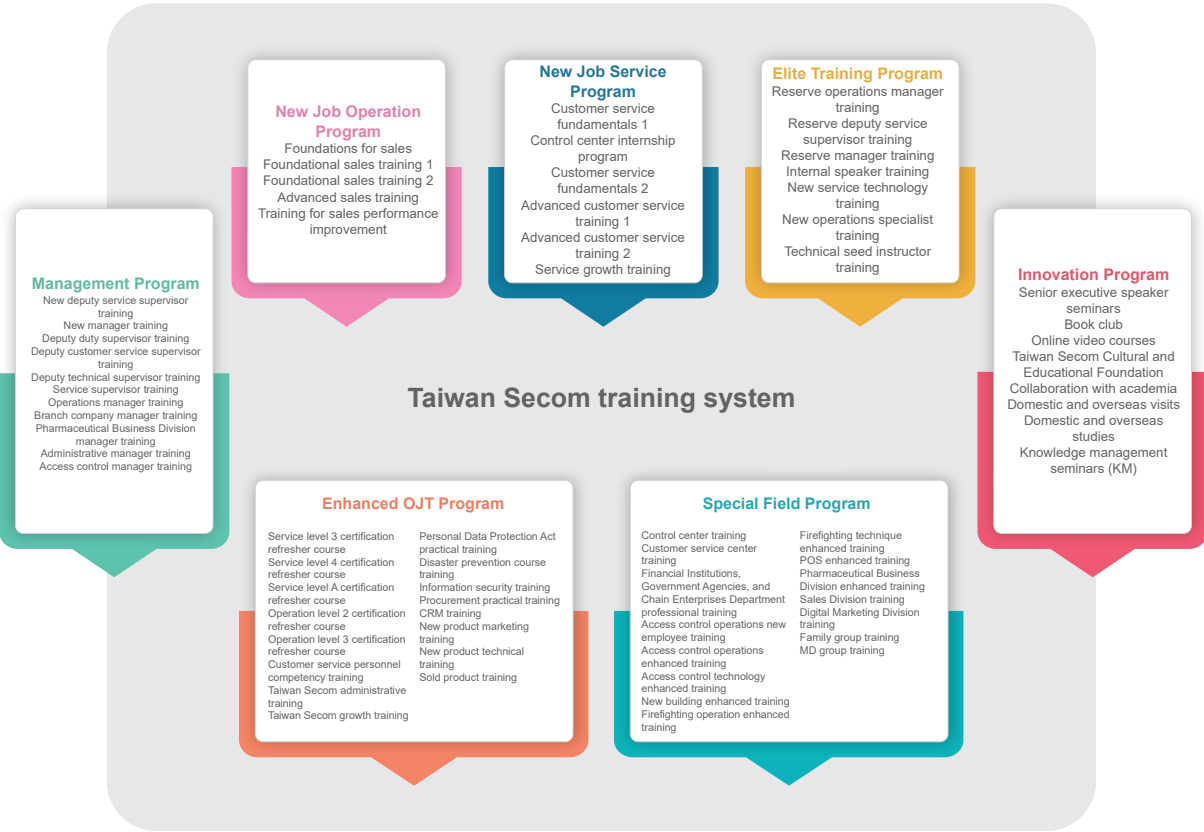 New Job Operation
Program
Foundations for sales
Foundational sales training 1
Foundational sales training 2
Advanced sales training
Training for sales performance
improvement
New Job Service
Program
Customer service
fundamentals 1
Control center internship
program
Customer service
fundamentals 2
Advanced customer service
training 1
Advanced customer service
training 2
Service growth training
Elite Training Program
Reserve operations manager
training
Reserve deputy service
supervisor training
Reserve manager training
Internal speaker training
New service technology
training
New operations specialist
training
Technical seed instructor
training
Management Program
New deputy service supervisor
training
New manager training
Deputy duty supervisor training
Deputy customer service supervisor
training
Deputy technical supervisor training
Service supervisor training
Operations manager training
Branch company manager training
Pharmaceutical Business Division
manager training
Administrative manager training
Access control manager training
Innovation Program
Senior executive speaker
seminars
Book club
Online video courses
Taiwan Secom Cultural and
Educational Foundation
Collaboration with academia
Domestic and overseas visits
Domestic and overseas
studies
Knowledge management
seminars (KM)
Taiwan Secom training system
Enhanced OJT Program
Service level 3 certification
refresher course
Service level 4 certification
refresher course
Service level A certification
refresher course
Operation level 2 certification
refresher course
Operation level 3 certification
refresher course
Customer service personnel
competency training
Taiwan Secom administrative
training
Taiwan Secom growth training
Personal Data Protection Act
practical training
Disaster prevention course
training
Information security training
Procurement practical training
CRM training
New product marketing
training
New product technical
training
Sold product training
Special Field Program
Control center training
Customer service center
training
Financial Institutions,
Government Agencies, and
Chain Enterprises Department
professional training
Access control operations new
employee training
Access control operations
enhanced training
Access control technology
enhanced training
New building enhanced training
Firefighting operation enhanced
training
Firefighting technique
enhanced training
POS enhanced training
Pharmaceutical Business
Division enhanced training
Sales Division training
Digital Marketing Division
training
Family group training
MD group training